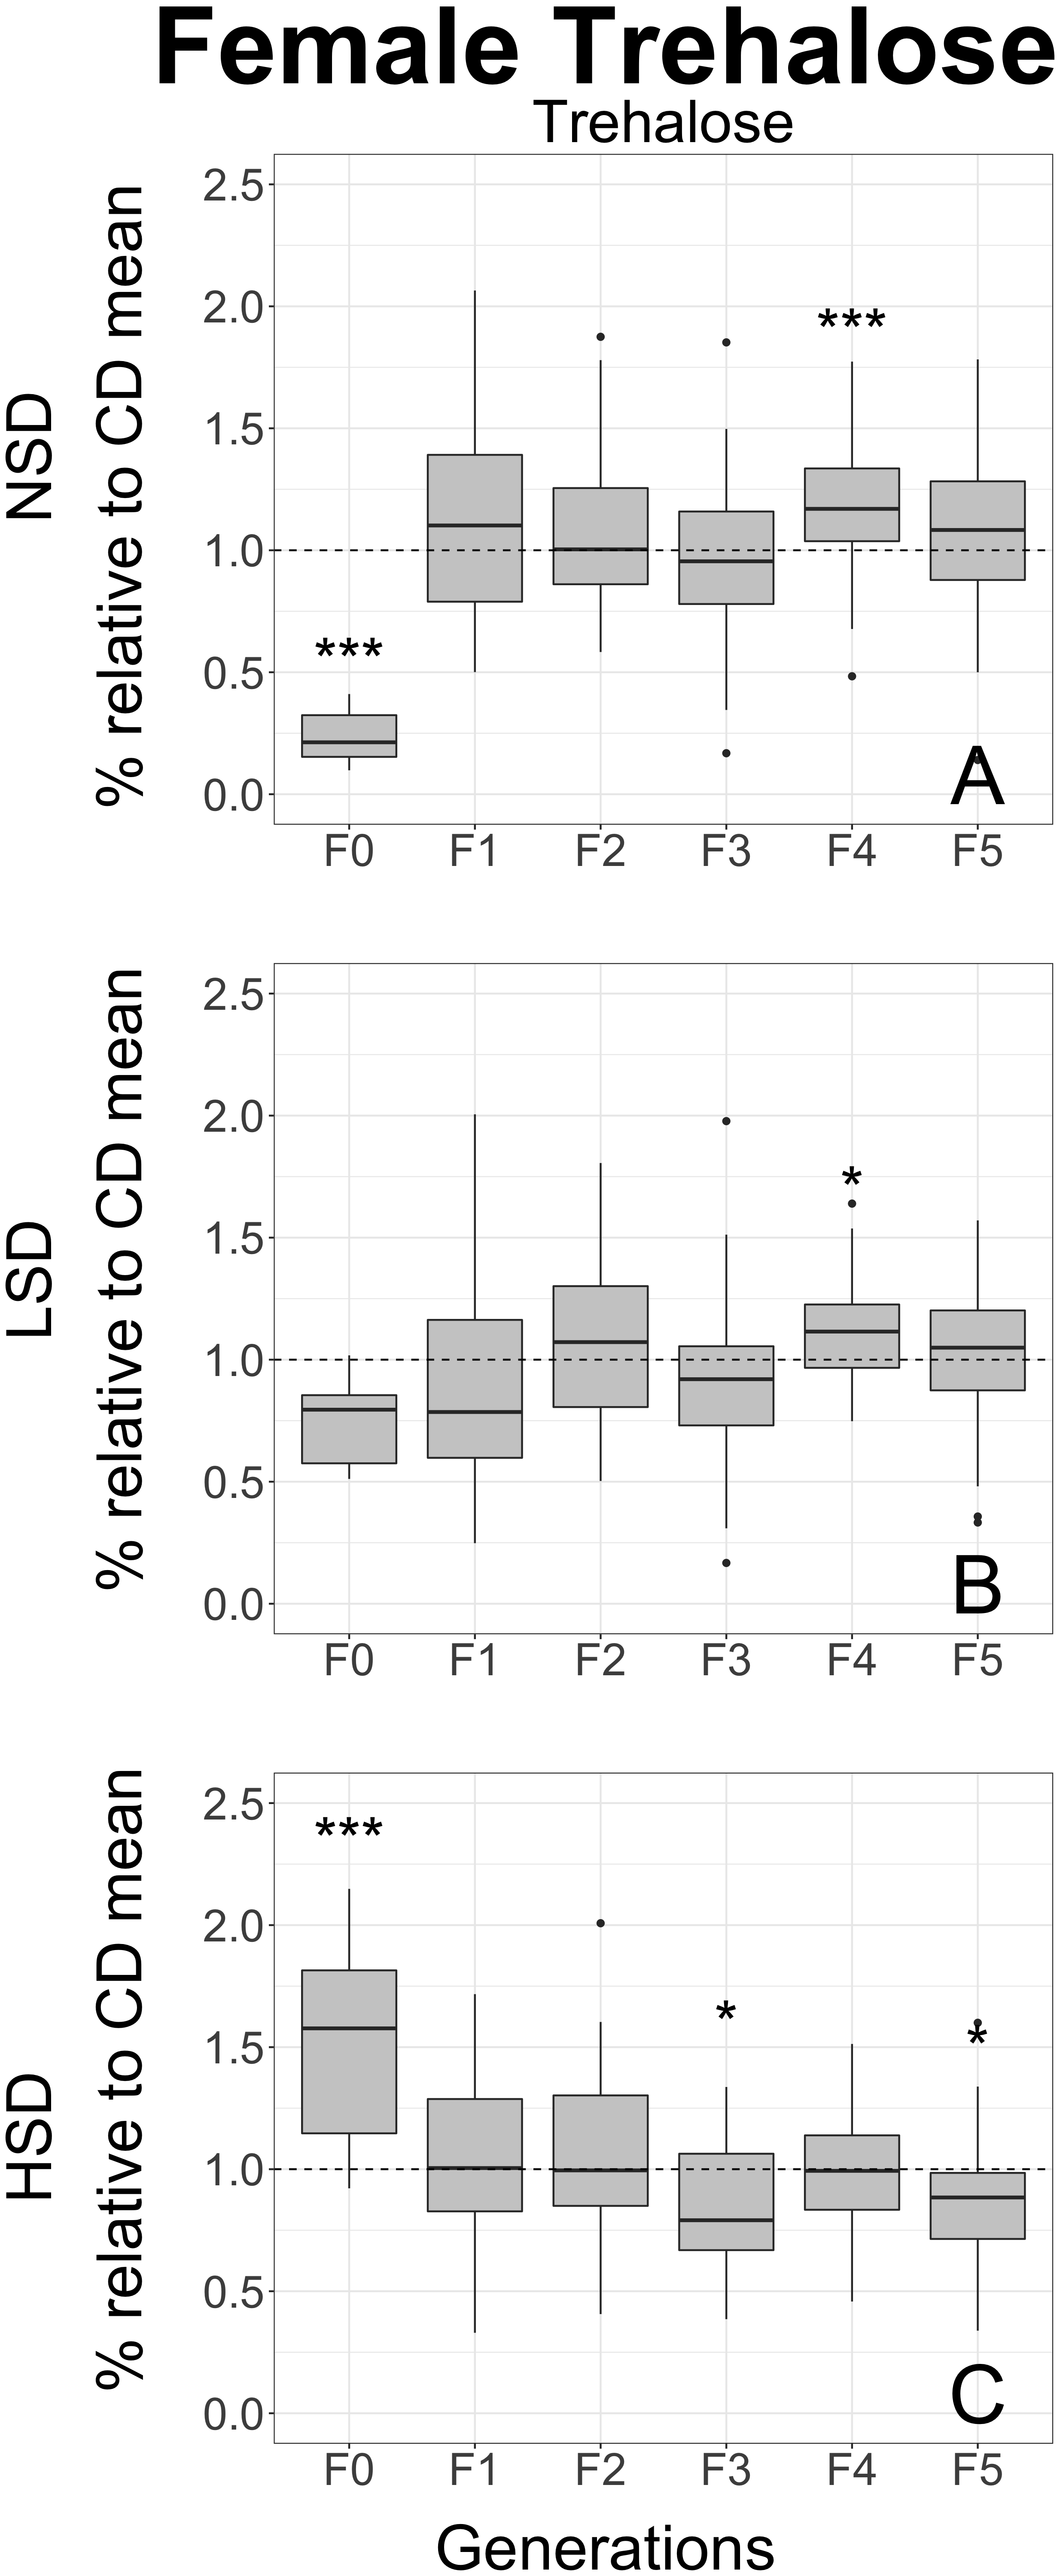 Female Trehalose
Trehalose
NSD
% relative to CD mean
2.5
2.0
1.5
1.0
0.5
0.0
***
***
A
F0 F1 F2 F3 F4 F5
LSD
% relative to CD mean
2.5
2.0
1.5
1.0
0.5
0.0
*
B
F0 F1 F2 F3 F4 F5
HSD
% relative to CD mean
2.5
2.0
1.5
1.0
0.5
0.0
***
*
*
C
F0 F1 F2 F3 F4 F5
Generations